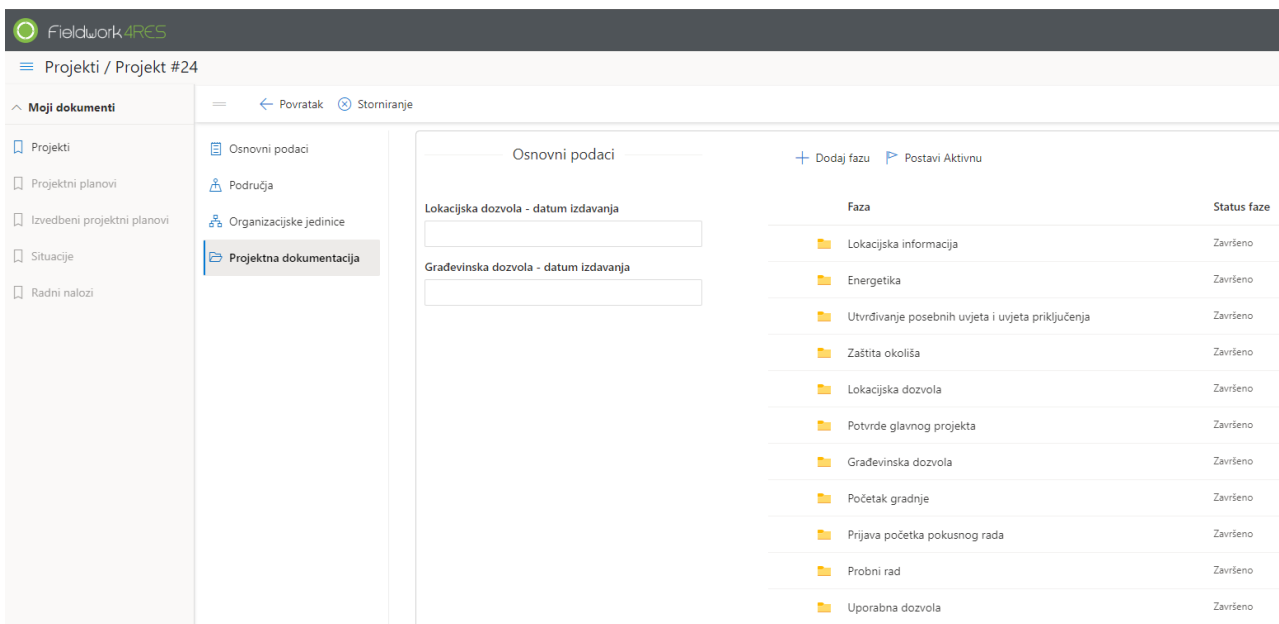 Fieldwork4RES
Projekti / Projekt #24
Moji dokumenti
Projekti
Projektni planovi
Izvedbeni projektni planovi
Situacije
Radni nalozi
Povratak
Storniranje
Osnovni podaci
Područja
Organizacijske jedinice
Projektna dokumentacija
Osnovni podaci
Lokacijska dozvola - datum izdavanja
Građevinska dozvola - datum izdavanja
Dodaj fazu
Postavi Aktivnu
Faza Status faze
Lokacijska informacija Završeno
Energetika Završeno
Utvrđivanje posebnih uvjeta i uvjeta priključenja Završeno
Zaštita okoliša Završeno
Lokacijska dozvola Završeno
Potvrde glavnog projekta Završeno
Građevinska dozvola Završeno
Početak gradnje Završeno
Prijava početka pokusnog rada Završeno
Probni rad Završeno
Uporabna dozvola Završeno